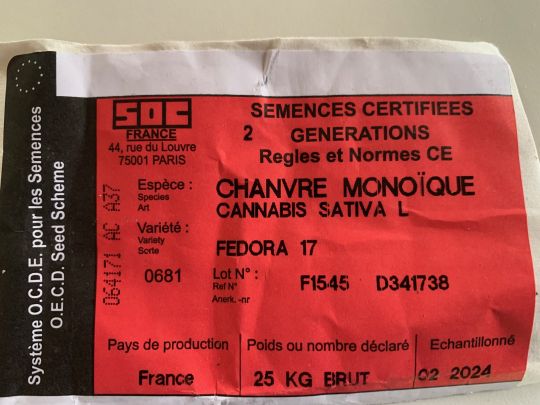 Système O.C.D.E. pour les Semences
O.E.C.D. Seed Scheme
064171 AC A37
SOC
FRANCE
44, rue du Louvre
75001 PARIS
SEMENCES CERTIFIEES
2 GENERATIONS
Regles et Normes CE
Espèce :
Species
Art
CHANVRE MONOÏQUE
CANNABIS SATIVA L
Variété :
Variety
Sorte
FEDORA 17
0681
Lot N° :
Ref N°
Anerk. -nr
F1545 D341738
Pays de production
France
Poids ou nombre déclaré
25 KG BRUT
Echantillonné
02 2024